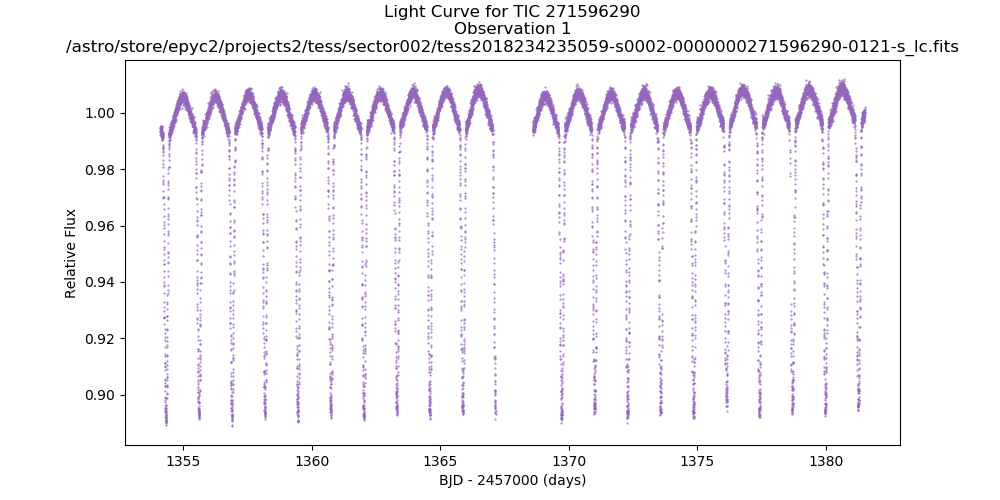 Light Curve for TIC 271596290
Observation 1
/astro/store/epyc2/projects2/tess/sector002/tess2018234235059-s0002-0000000271596290-0121-s_lc.fits
1.00
0.98
0.96
0.94
0.92
0.90
Relative Flux
1355 1360 1365 1370 1375 1380
BJD - 2457000 (days)